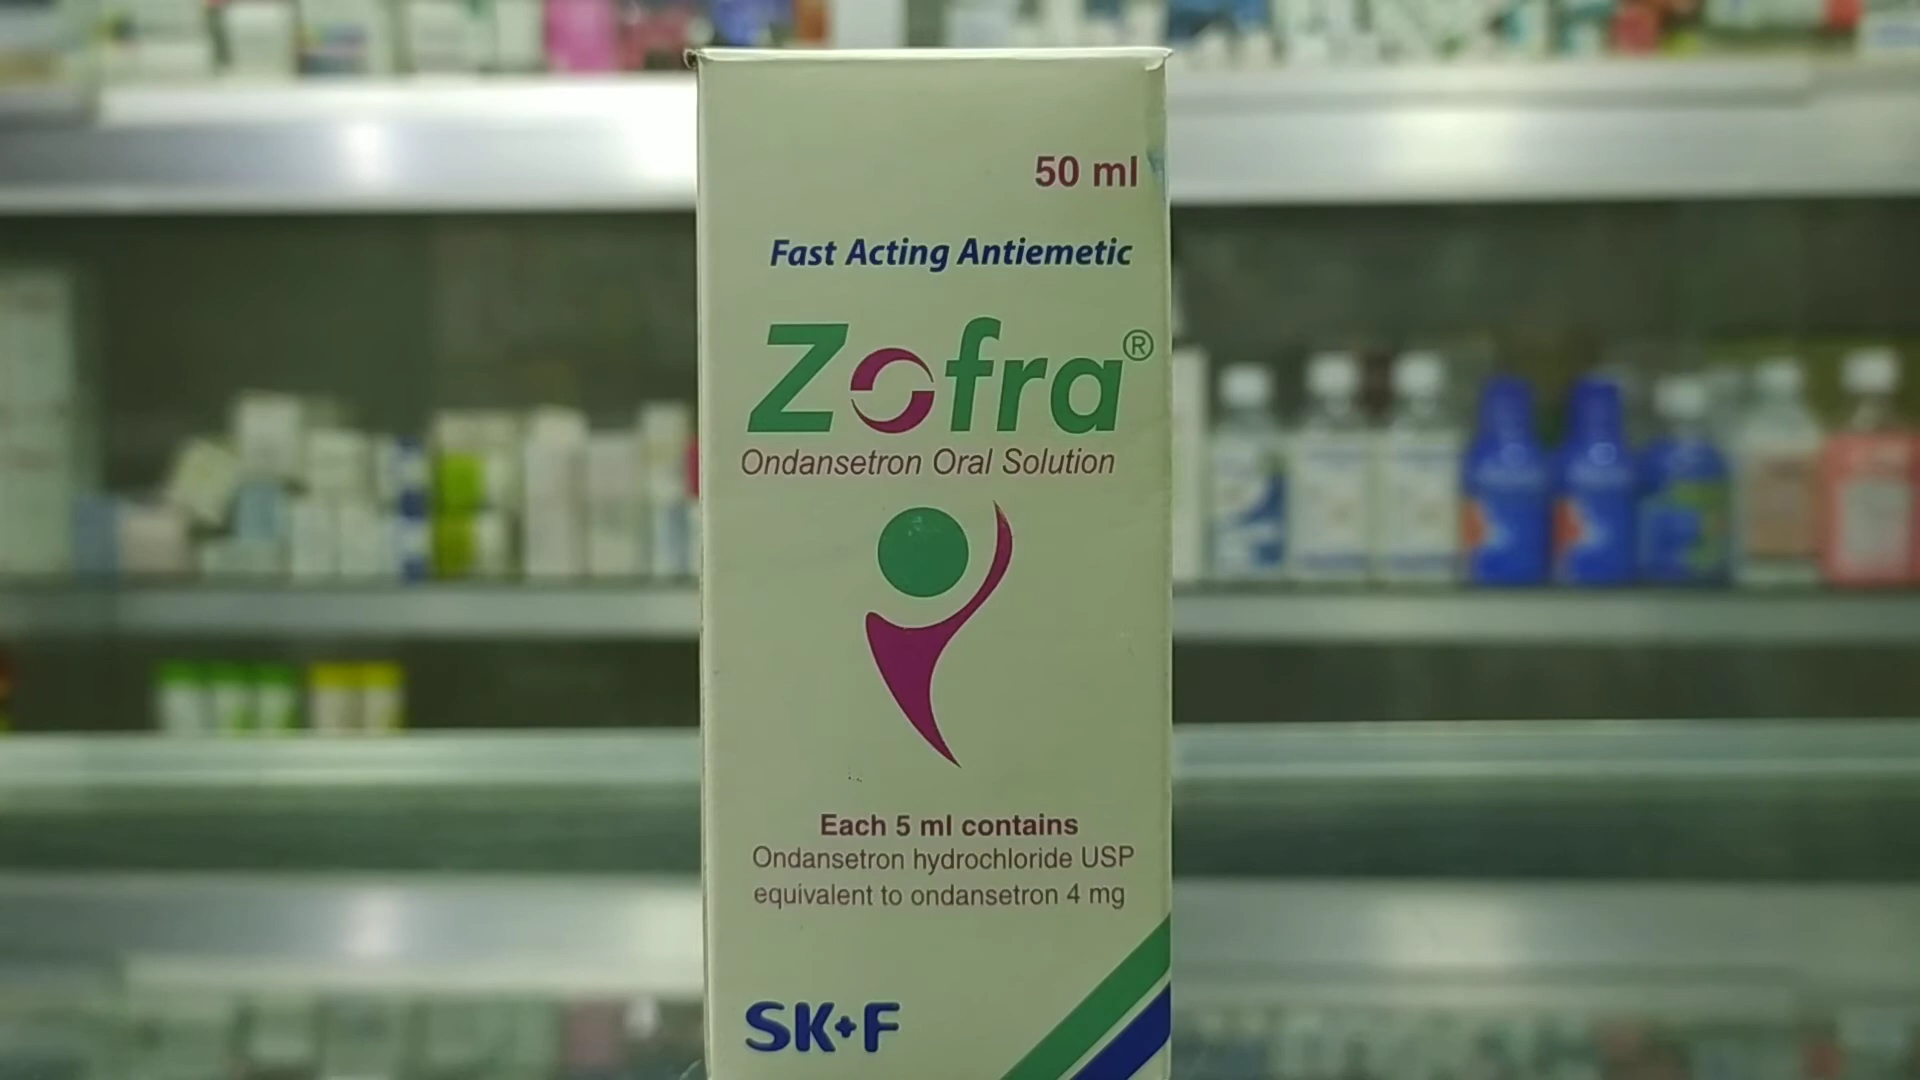 50 ml
Fast Acting Antiemetic
Zofra®
Ondansetron Oral Solution
Each 5 ml contains
Ondansetron hydrochloride USP
equivalent to ondansetron 4 mg
SK+F